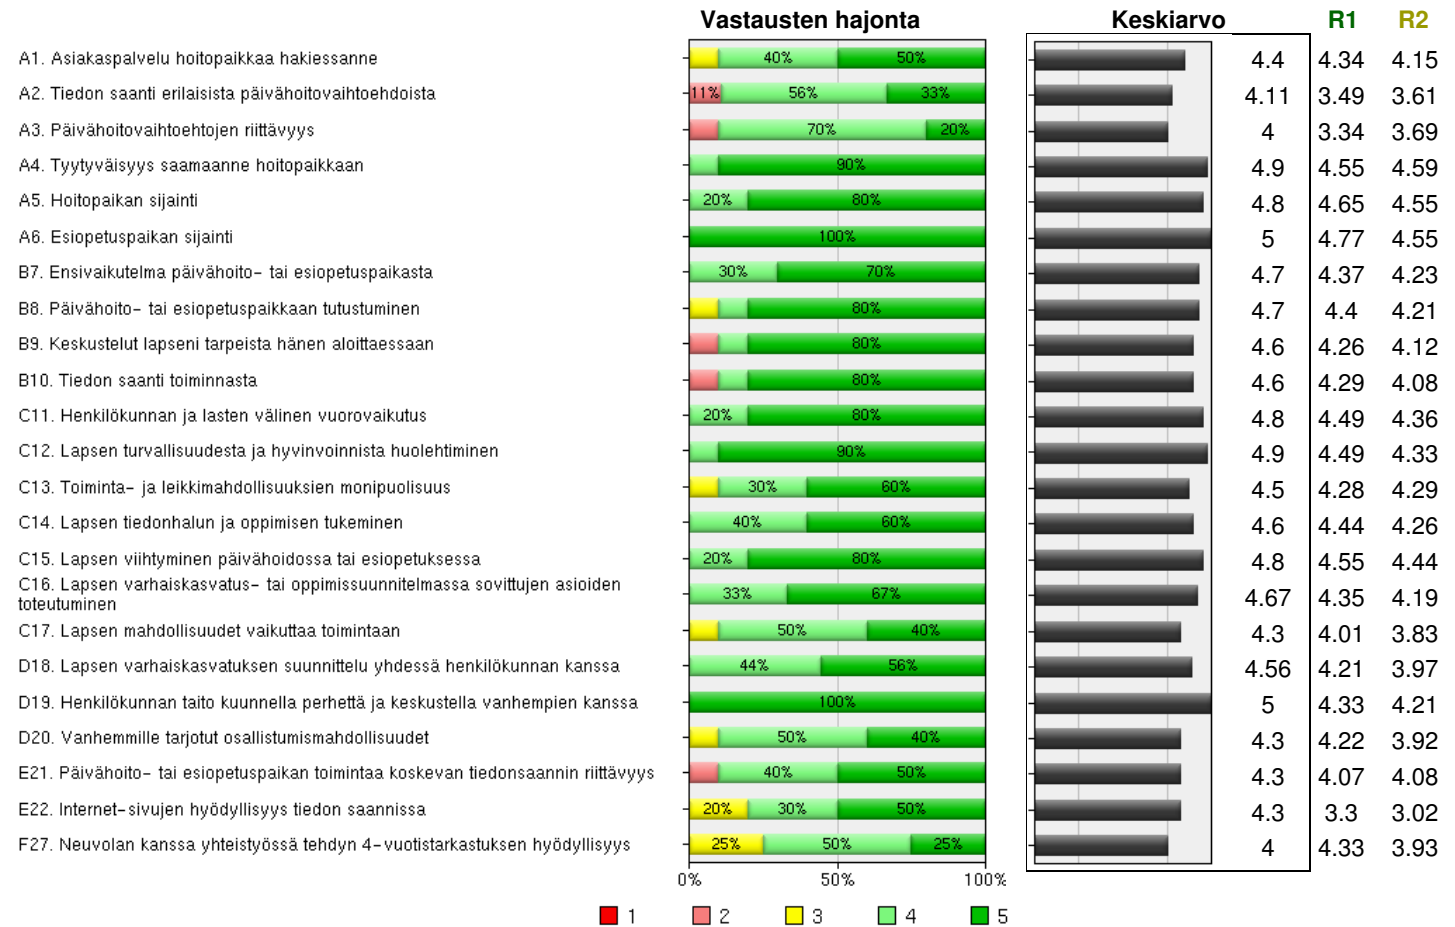 Vastausten hajonta Keskiarvo R1 R2
A1. Asiakaspalvelu hoitopaikkaa hakiessanne 40% 50% 4.4 4.34 4.15
A2. Tiedon saanti erilaisista päivähoitovaihtoehdoista 11% 56% 33% 4.11 3.49 3.61
A3. Päivähoitovaihtoehtojen riittävyys 70% 20% 4 3.34 3.69
A4. Tyytyväisyys saamaanne hoitopaikkaan 90% 4.9 4.55 4.59
A5. Hoitopaikan sijainti 20% 80% 4.8 4.65 4.55
A6. Esiopetuspaikan sijainti 100% 5 4.77 4.55
B7. Ensivaikutelma päivähoito- tai esiopetuspaikasta 30% 70% 4.7 4.37 4.23
B8. Päivähoito- tai esiopetuspaikkaan tutustuminen 80% 4.7 4.4 4.21
B9. Keskustelut lapseni tarpeista hänen aloittaessaan 80% 4.6 4.26 4.12
B10. Tiedon saanti toiminnasta 80% 4.6 4.29 4.08
C11. Henkilökunnan ja lasten välinen vuorovaikutus 20% 80% 4.8 4.49 4.36
C12. Lapsen turvallisuudesta ja hyvinvoinnista huolehtiminen 90% 4.9 4.49 4.33
C13. Toiminta- ja leikkimahdollisuuksien monipuolisuus 30% 60% 4.5 4.28 4.29
C14. Lapsen tiedonhalun ja oppimisen tukeminen 40% 60% 4.6 4.44 4.26
C15. Lapsen viihtyminen päivähoidossa tai esiopetuksessa 20% 80% 4.8 4.55 4.44
C16. Lapsen varhaiskasvatus- tai oppimissuunnitelmassa sovittujen asioiden
toteutuminen 33% 67% 4.67 4.35 4.19
C17. Lapsen mahdollisuudet vaikuttaa toimintaan 50% 40% 4.3 4.01 3.83
D18. Lapsen varhaiskasvatuksen suunnittelu yhdessä henkilökunnan kanssa 44% 56% 4.56 4.21 3.97
D19. Henkilökunnan taito kuunnella perhettä ja keskustella vanhempien kanssa 100% 5 4.33 4.21
D20. Vanhemmille tarjotut osallistumismahdollisuudet 50% 40% 4.3 4.22 3.92
E21. Päivähoito- tai esiopetuspaikan toimintaa koskevan tiedonsaannin riittävyys 40% 50% 4.3 4.07 4.08
E22. Internet-sivujen hyödyllisyys tiedon saannissa 20% 30% 50% 4.3 3.3 3.02
F27. Neuvolan kanssa yhteistyössä tehdyn 4-vuotistarkastuksen hyödyllisyys 25% 50% 25% 4 4.33 3.93
0% 50% 100%
1 2 3 4 5